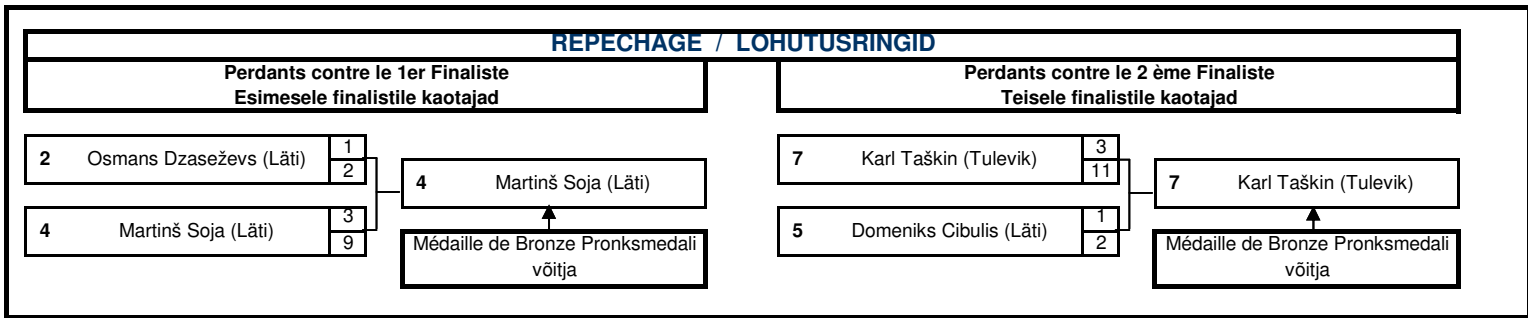 REPECHAGE / LOHUTUSRINGID
Perdants contre le 1er Finaliste
Esimesele finalistile kaotajad
Perdants contre le 2 ème Finaliste
Teisele finalistile kaotajad
2 Osmans Dzaseževs (Läti) 1
2
4 Martinš Soja (Läti)
4 Martinš Soja (Läti) 3
9
Médaille de Bronze Pronksmedali
võitja
7 Karl Taškin (Tulevik) 3
11
7 Karl Taškin (Tulevik)
5 Domeniks Cibulis (Läti) 1
2
Médaille de Bronze Pronksmedali
võitja